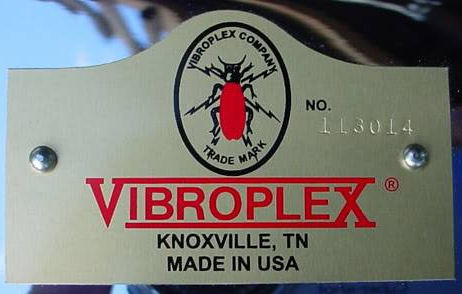 VIBROPLEX COMPANY
TRADE MARK
NO.
113014
VIBROPLEX®
KNOXVILLE, TN
MADE IN USA